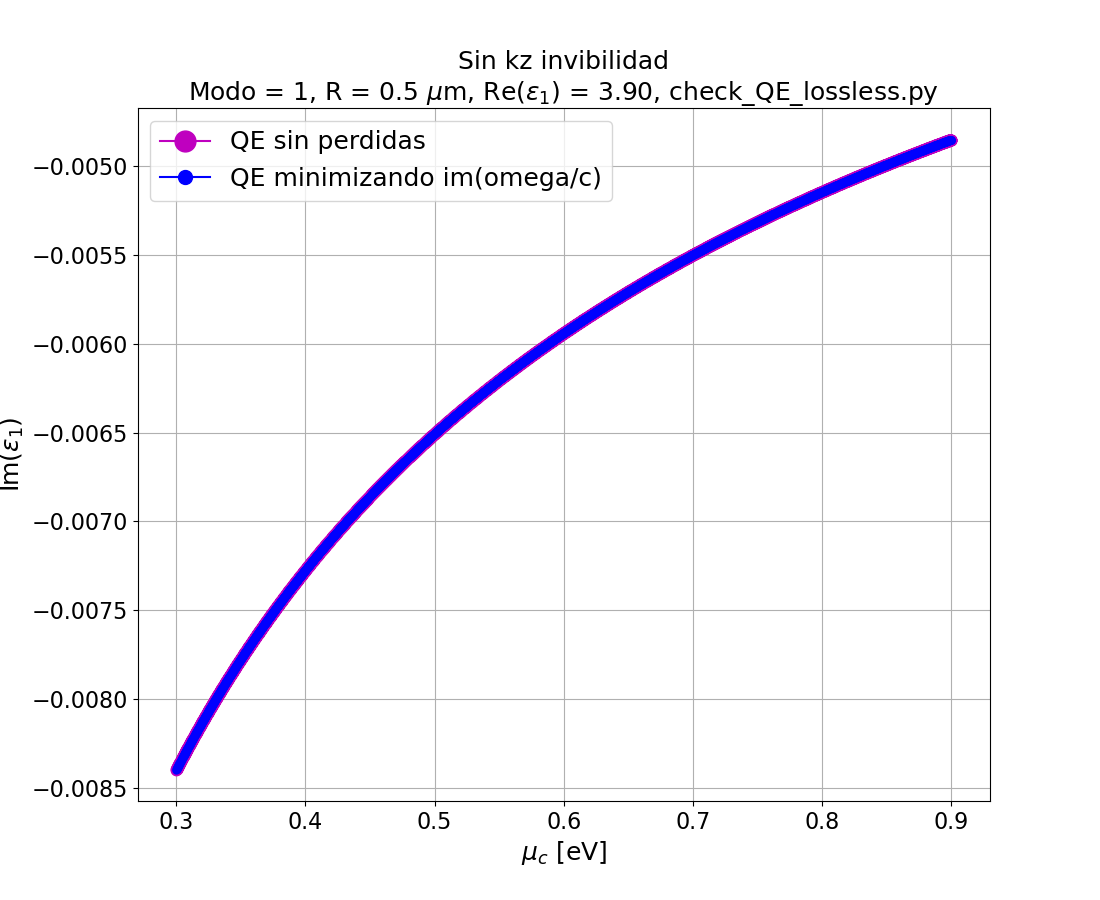 Sin kz invibilidad
Modo = 1, R = 0.5 μm, Re(ε₁) = 3.90, check_QE_lossless.py
QE sin perdidas
QE minimizando im(omega/c)
−0.0050
−0.0055
−0.0060
−0.0065
−0.0070
−0.0075
−0.0080
−0.0085
Im(ε₁)
0.3 0.4 0.5 0.6 0.7 0.8 0.9
μ_c [eV]